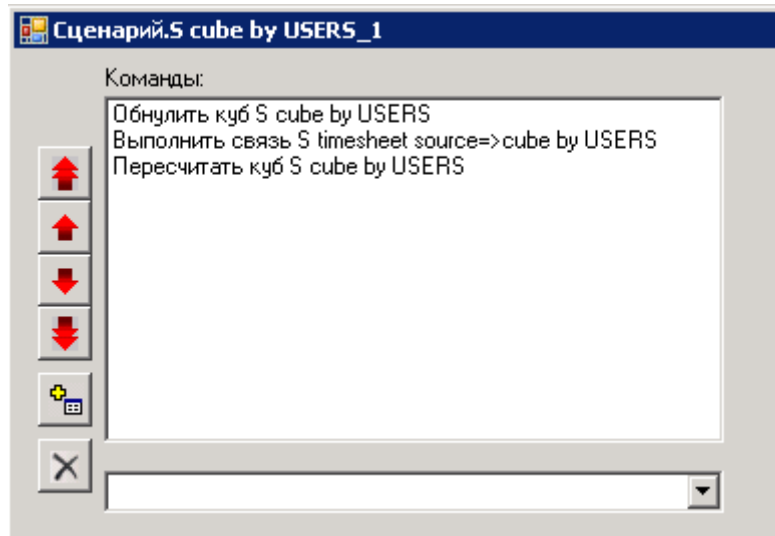 Сценарий.S cube by USERS_1
Команды:
Обнулить куб S cube by USERS
Выполнить связь S timesheet source=>cube by USERS
Пересчитать куб S cube by USERS